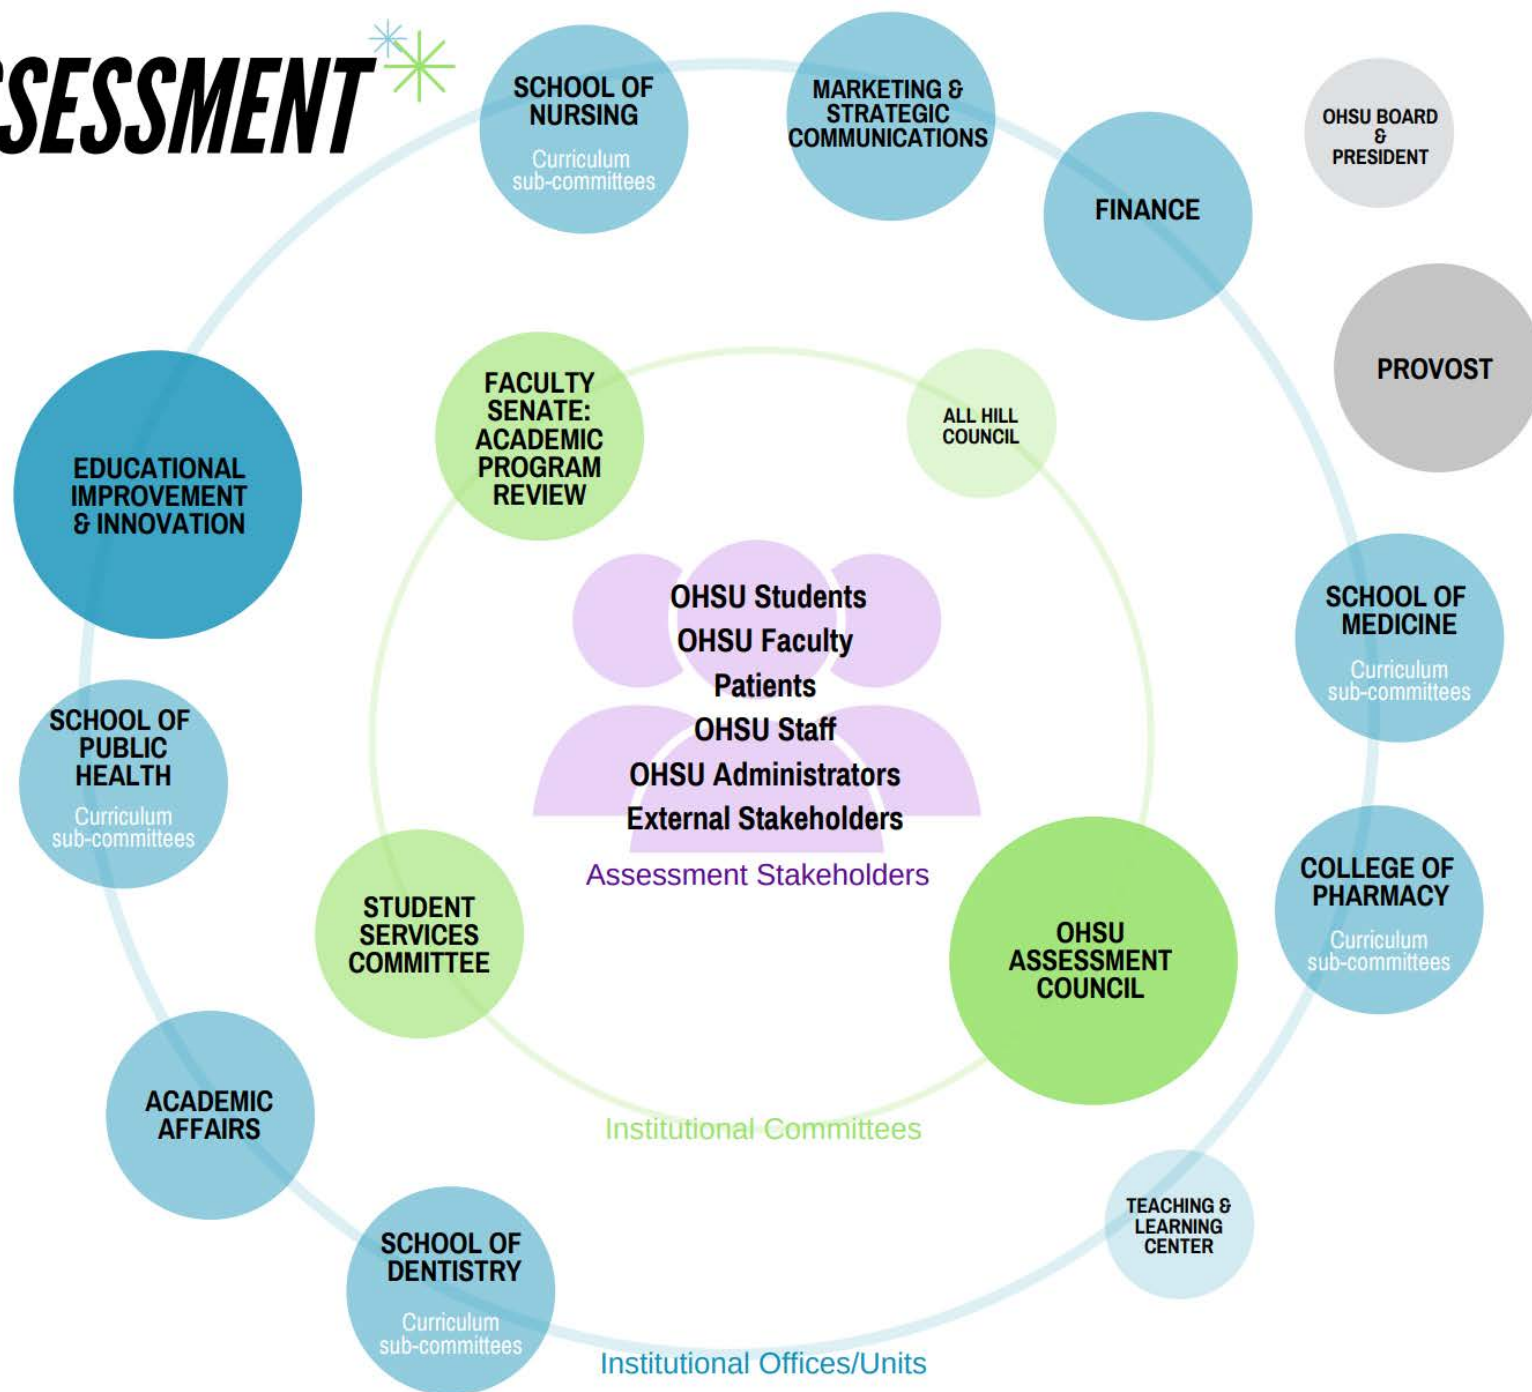 SSESSMENT
SCHOOL OF
NURSING
Curriculum
sub-committees
MARKETING &
STRATEGIC
COMMUNICATIONS
FINANCE
OHSU BOARD
&
PRESIDENT
PROVOST
EDUCATIONAL
IMPROVEMENT
& INNOVATION
FACULTY
SENATE:
ACADEMIC
PROGRAM
REVIEW
ALL HILL
COUNCIL
OHSU Students
OHSU Faculty
Patients
OHSU Staff
OHSU Administrators
External Stakeholders
Assessment Stakeholders
SCHOOL OF
MEDICINE
Curriculum
sub-committees
SCHOOL OF
PUBLIC
HEALTH
Curriculum
sub-committees
STUDENT
SERVICES
COMMITTEE
OHSU
ASSESSMENT
COUNCIL
COLLEGE OF
PHARMACY
Curriculum
sub-committees
ACADEMIC
AFFAIRS
Institutional Committees
TEACHING &
LEARNING
CENTER
SCHOOL OF
DENTISTRY
Curriculum
sub-committees
Institutional Offices/Units